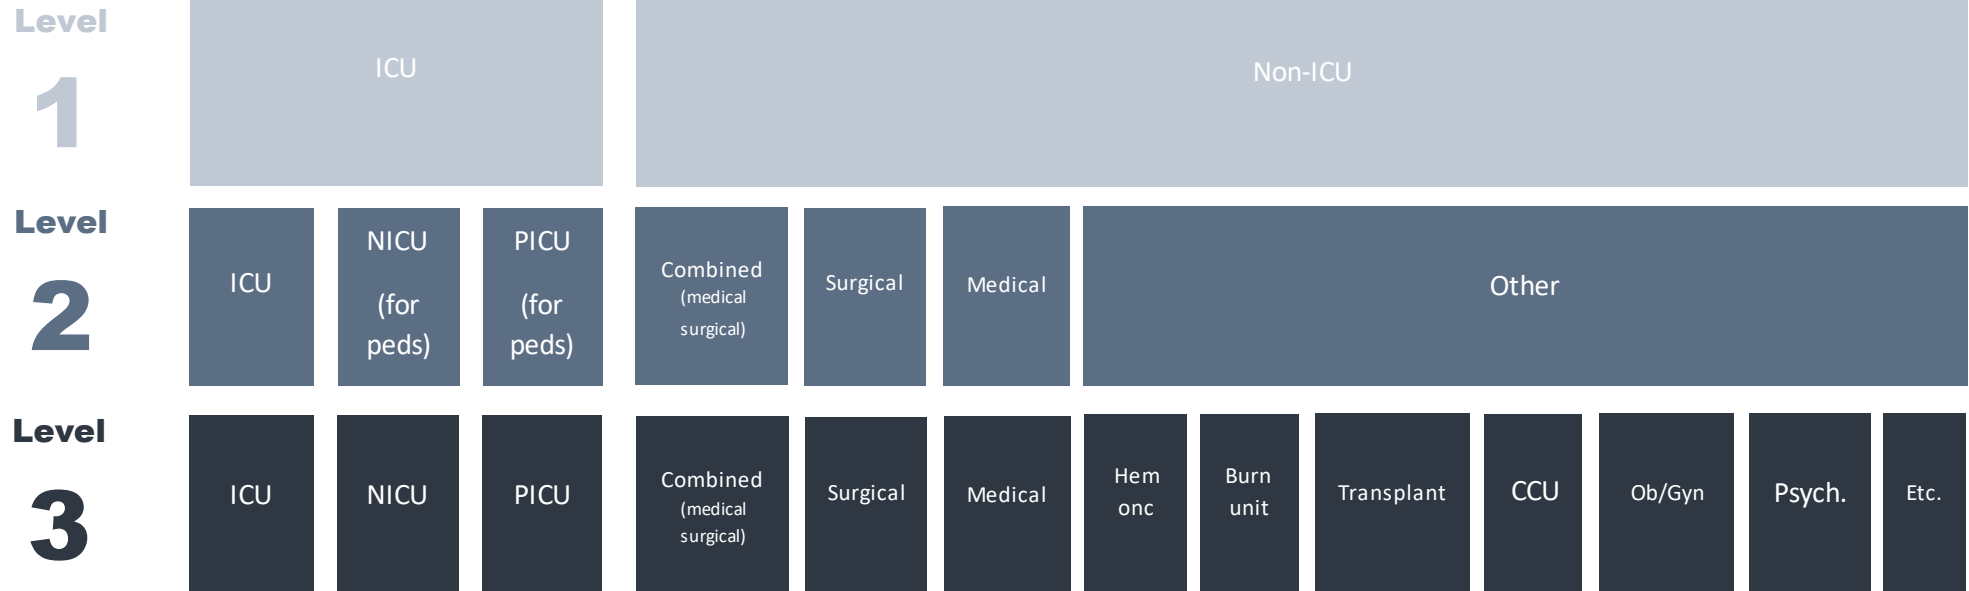 Level
1
ICU
Non-ICU
Level
2
ICU
NICU
(for
peds)
PICU
(for
peds)
Combined
(medical
surgical)
Surgical
Medical
Other
Level
3
ICU
NICU
PICU
Combined
(medical
surgical)
Surgical
Medical
Hem
onc
Burn
unit
Transplant
CCU
Ob/Gyn
Psych.
Etc.